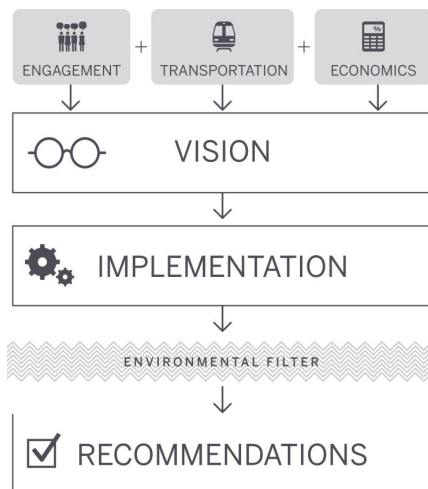 %
ENGAGEMENT + TRANSPORTATION + ECONOMICS
VISION
IMPLEMENTATION
ENVIRONMENTAL FILTER
RECOMMENDATIONS